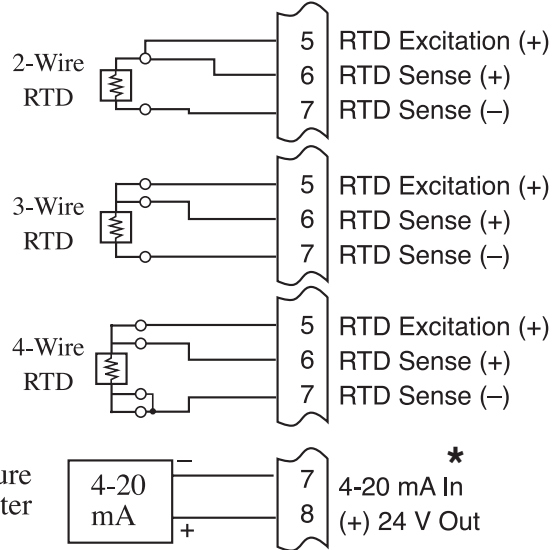 2-Wire
RTD
5 RTD Excitation (+)
6 RTD Sense (+)
7 RTD Sense (–)
3-Wire
RTD
5 RTD Excitation (+)
6 RTD Sense (+)
7 RTD Sense (–)
4-Wire
RTD
5 RTD Excitation (+)
6 RTD Sense (+)
7 RTD Sense (–)
ure
ter
4-20
mA
–
+
*
7 4-20 mA In
8 (+) 24 V Out